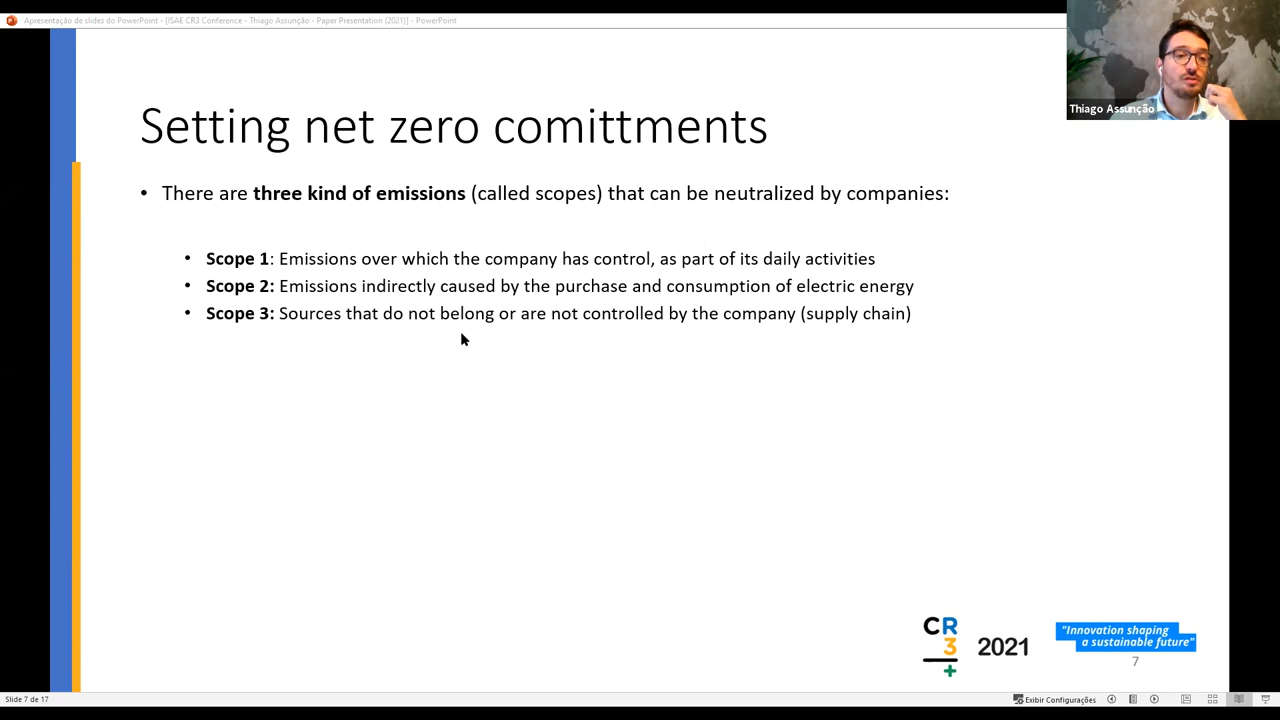 Apresentação de slides do PowerPoint - [ISAE CR3 Conference - Thiago Assunção - Paper Presentation (2021)] - PowerPoint
Thiago Assunção
Setting net zero comittments
• There are three kind of emissions (called scopes) that can be neutralized by companies:
• Scope 1: Emissions over which the company has control, as part of its daily activities
• Scope 2: Emissions indirectly caused by the purchase and consumption of electric energy
• Scope 3: Sources that do not belong or are not controlled by the company (supply chain)
CR
3
+
2021
"Innovation shaping
a sustainable future"
7
Slide 7 de 17
Exibir Configurações